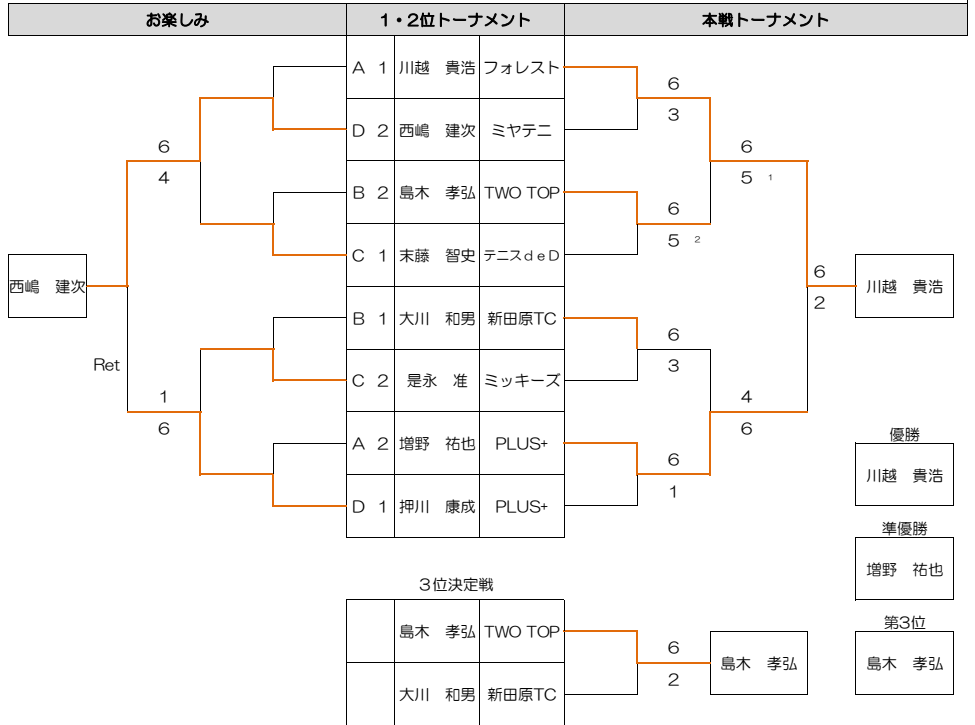 お楽しみ 1・2位トーナメント 本戦トーナメント
A 1 川越 貴浩 フォレスト
6
3
D 2 西嶋 建次 ミヤテニ
6
4
6
5 1
B 2 島木 孝弘 TWO TOP
6
5 2
C 1 末藤 智史 テニスdeD
西嶋 建次
6
2
川越 貴浩
B 1 大川 和男 新田原TC
6
3
Ret
C 2 是永 准 ミッキーズ
1
6
4
6
A 2 増野 祐也 PLUS+
6
1
D 1 押川 康成 PLUS+
優勝
川越 貴浩
準優勝
増野 祐也
第3位
島木 孝弘
3位決定戦
島木 孝弘 TWO TOP
6
2
島木 孝弘
大川 和男 新田原TC